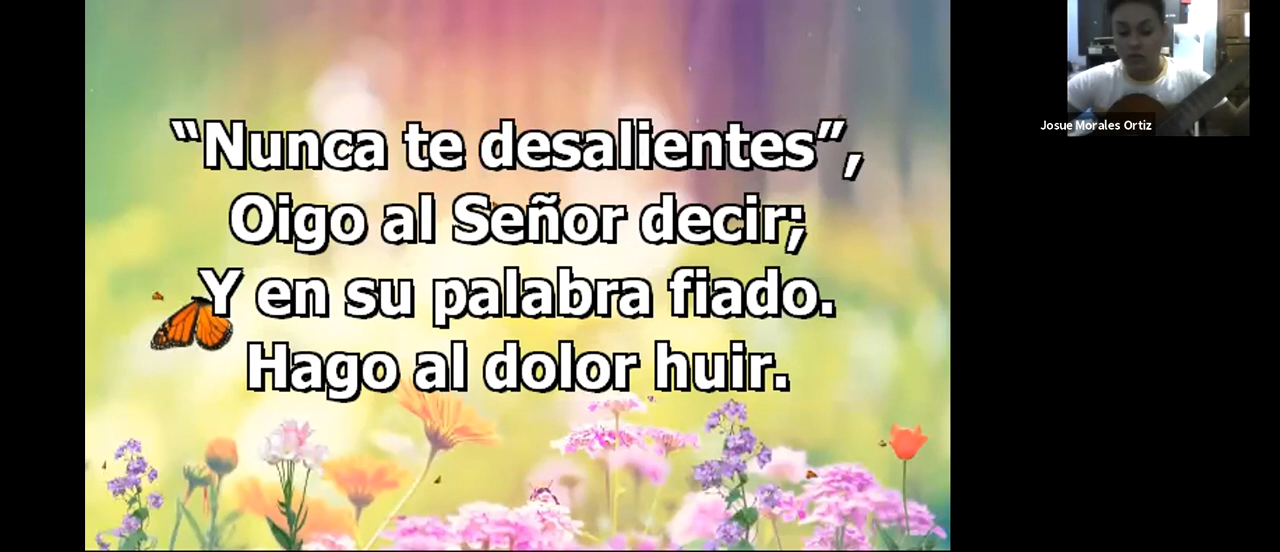 “Nunca te desalientes”,
Oigo al Señor decir;
Y en su palabra fiado.
Hago al dolor huir.
Josue Morales Ortiz